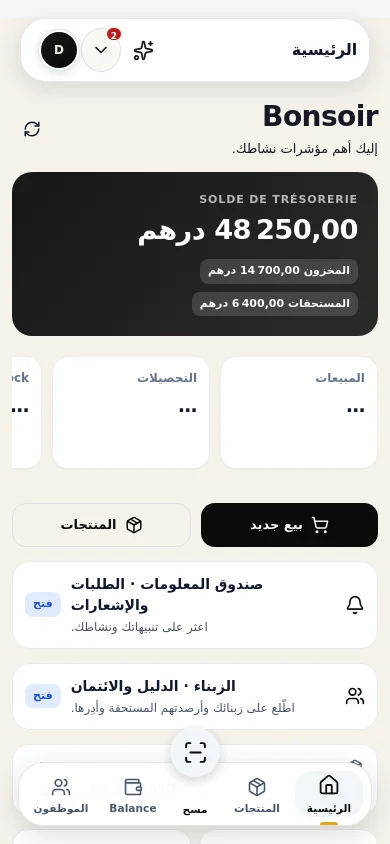 الرئيسية
2
D
Bonsoir
إليك أهم مؤشرات نشاطك.
SOLDE DE TRÉSORERIE
48 250,00 درهم
المخزون 14 700,00 درهم
المستحقات 6 400,00 درهم
المبيعات
...
التحصيلات
...
ock
...
بيع جديد
المنتجات
صندوق المعلومات · الطلبات
والإشعارات
اعثر على تنبيهاتك ونشاطك.
فتح
الزبناء · الدليل والائتمان
اطّلع على زبنائك وأرصدتهم المستحقة وأدِرها.
فتح
الرئيسية
المنتجات
مسح
Balance
الموظفون